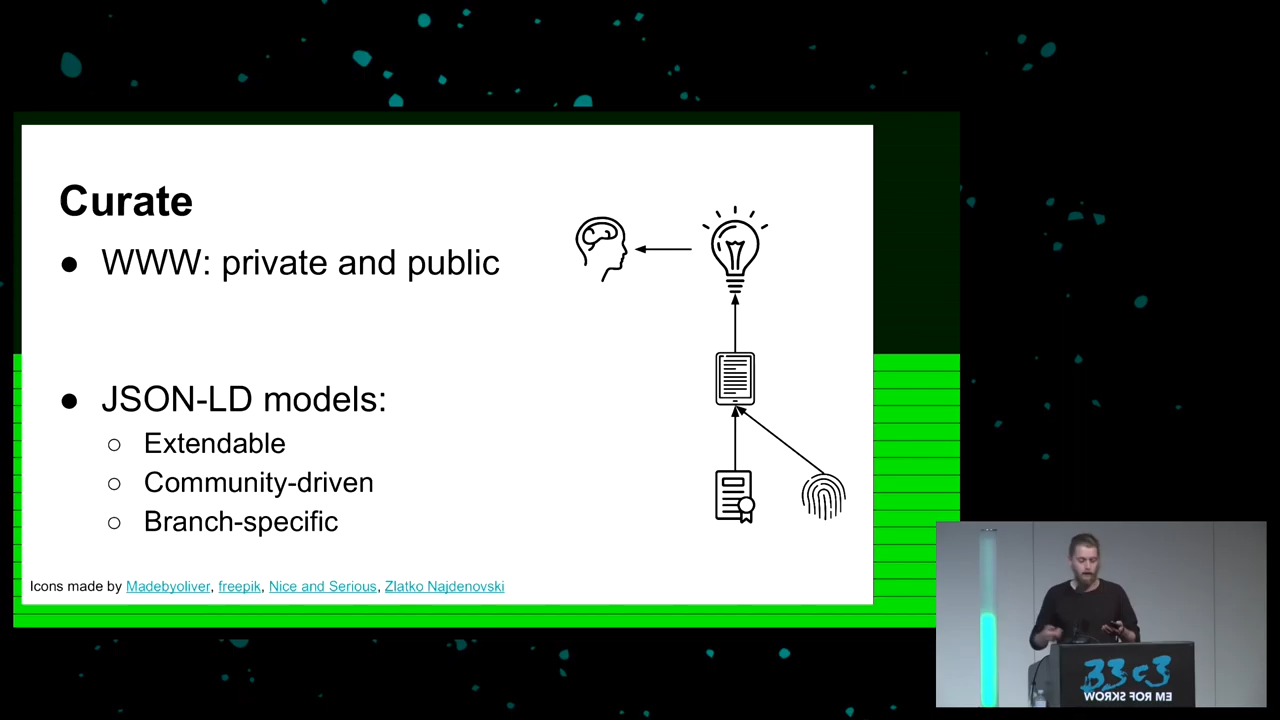 Curate
● WWW: private and public
● JSON-LD models:
○ Extendable
○ Community-driven
○ Branch-specific
Icons made by Madebyoliver, freepik, Nice and Serious, Zlatko Najdenovski
33c3
WORKS FOR ME